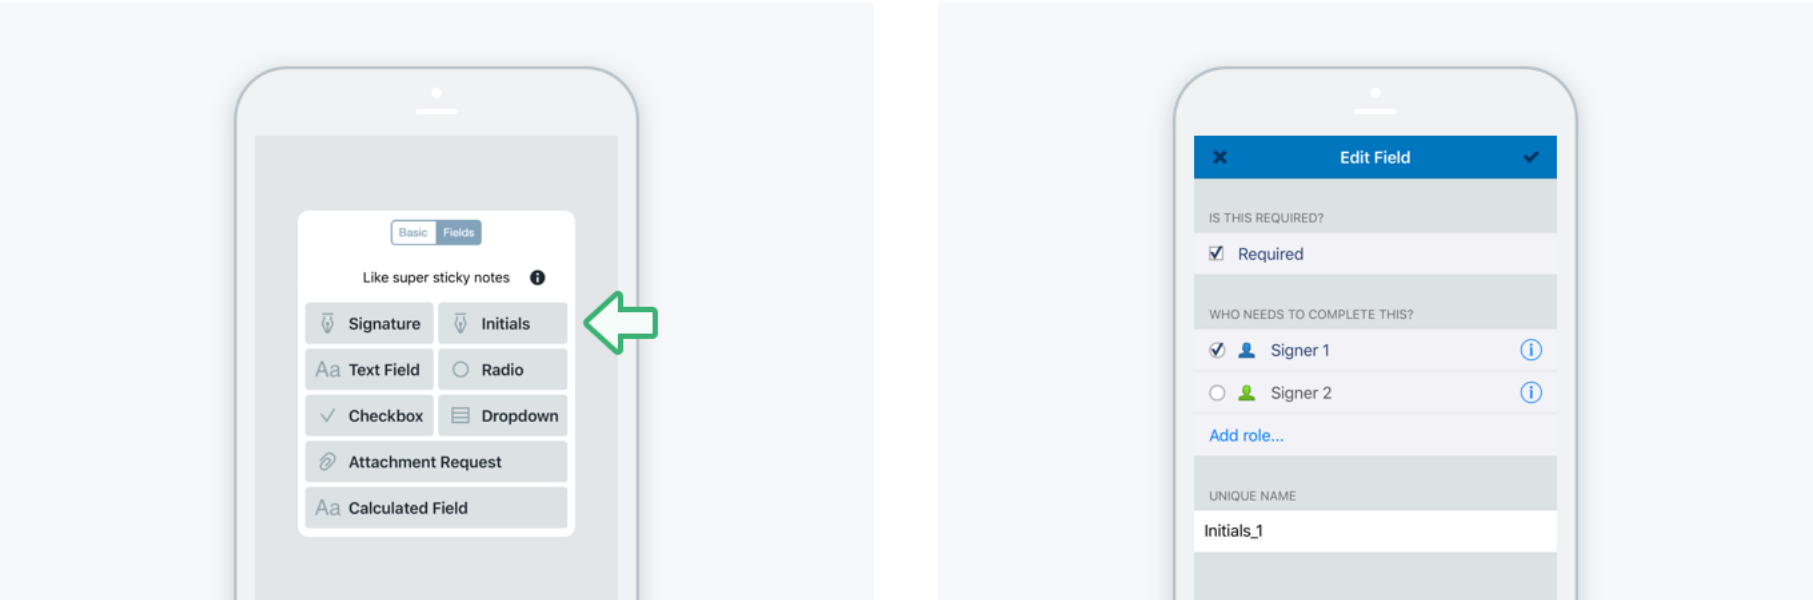 Basic Fields
Like super sticky notes
Signature Initials
Aa Text Field Radio
Checkbox Dropdown
Attachment Request
Aa Calculated Field
Edit Field
IS THIS REQUIRED?
Required
WHO NEEDS TO COMPLETE THIS?
Signer 1
Signer 2
Add role...
UNIQUE NAME
Initials_1